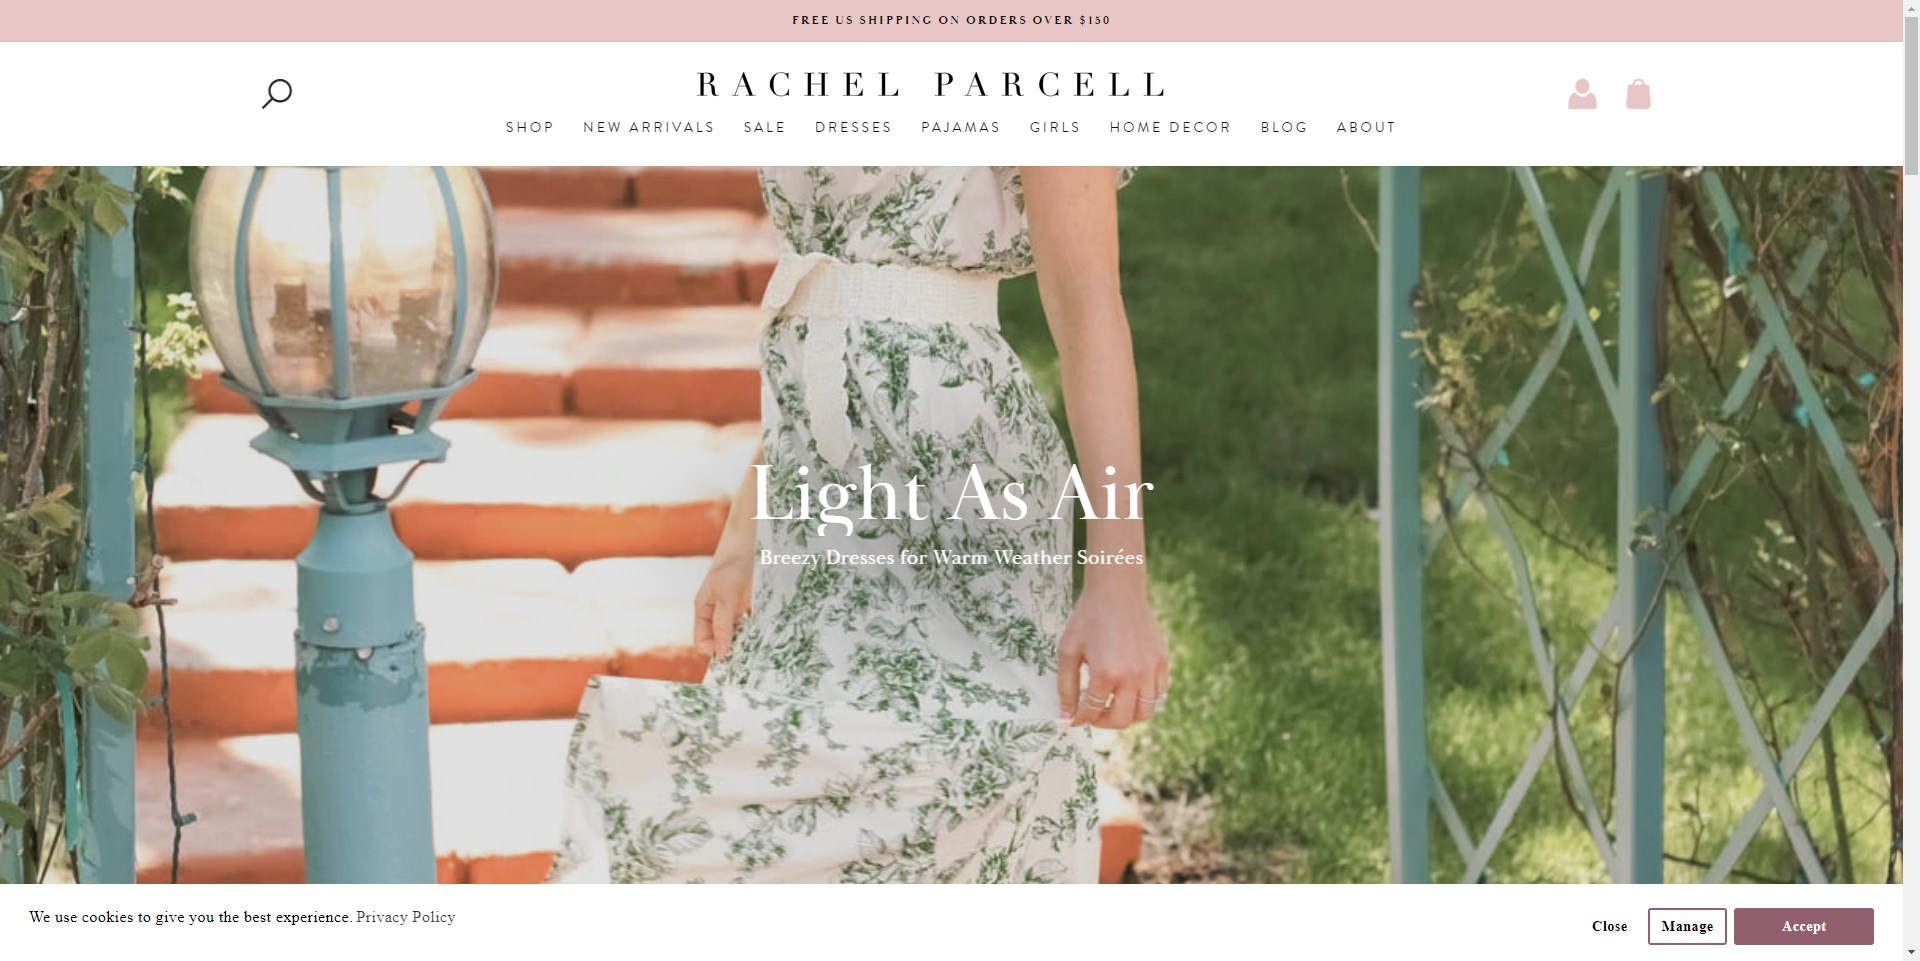 FREE US SHIPPING ON ORDERS OVER $150
RACHEL PARCELL
SHOP NEW ARRIVALS SALE DRESSES PAJAMAS GIRLS HOME DECOR BLOG ABOUT
Light As Air
Breezy Dresses for Warm Weather Soirées
We use cookies to give you the best experience. Privacy Policy
Close Manage Accept